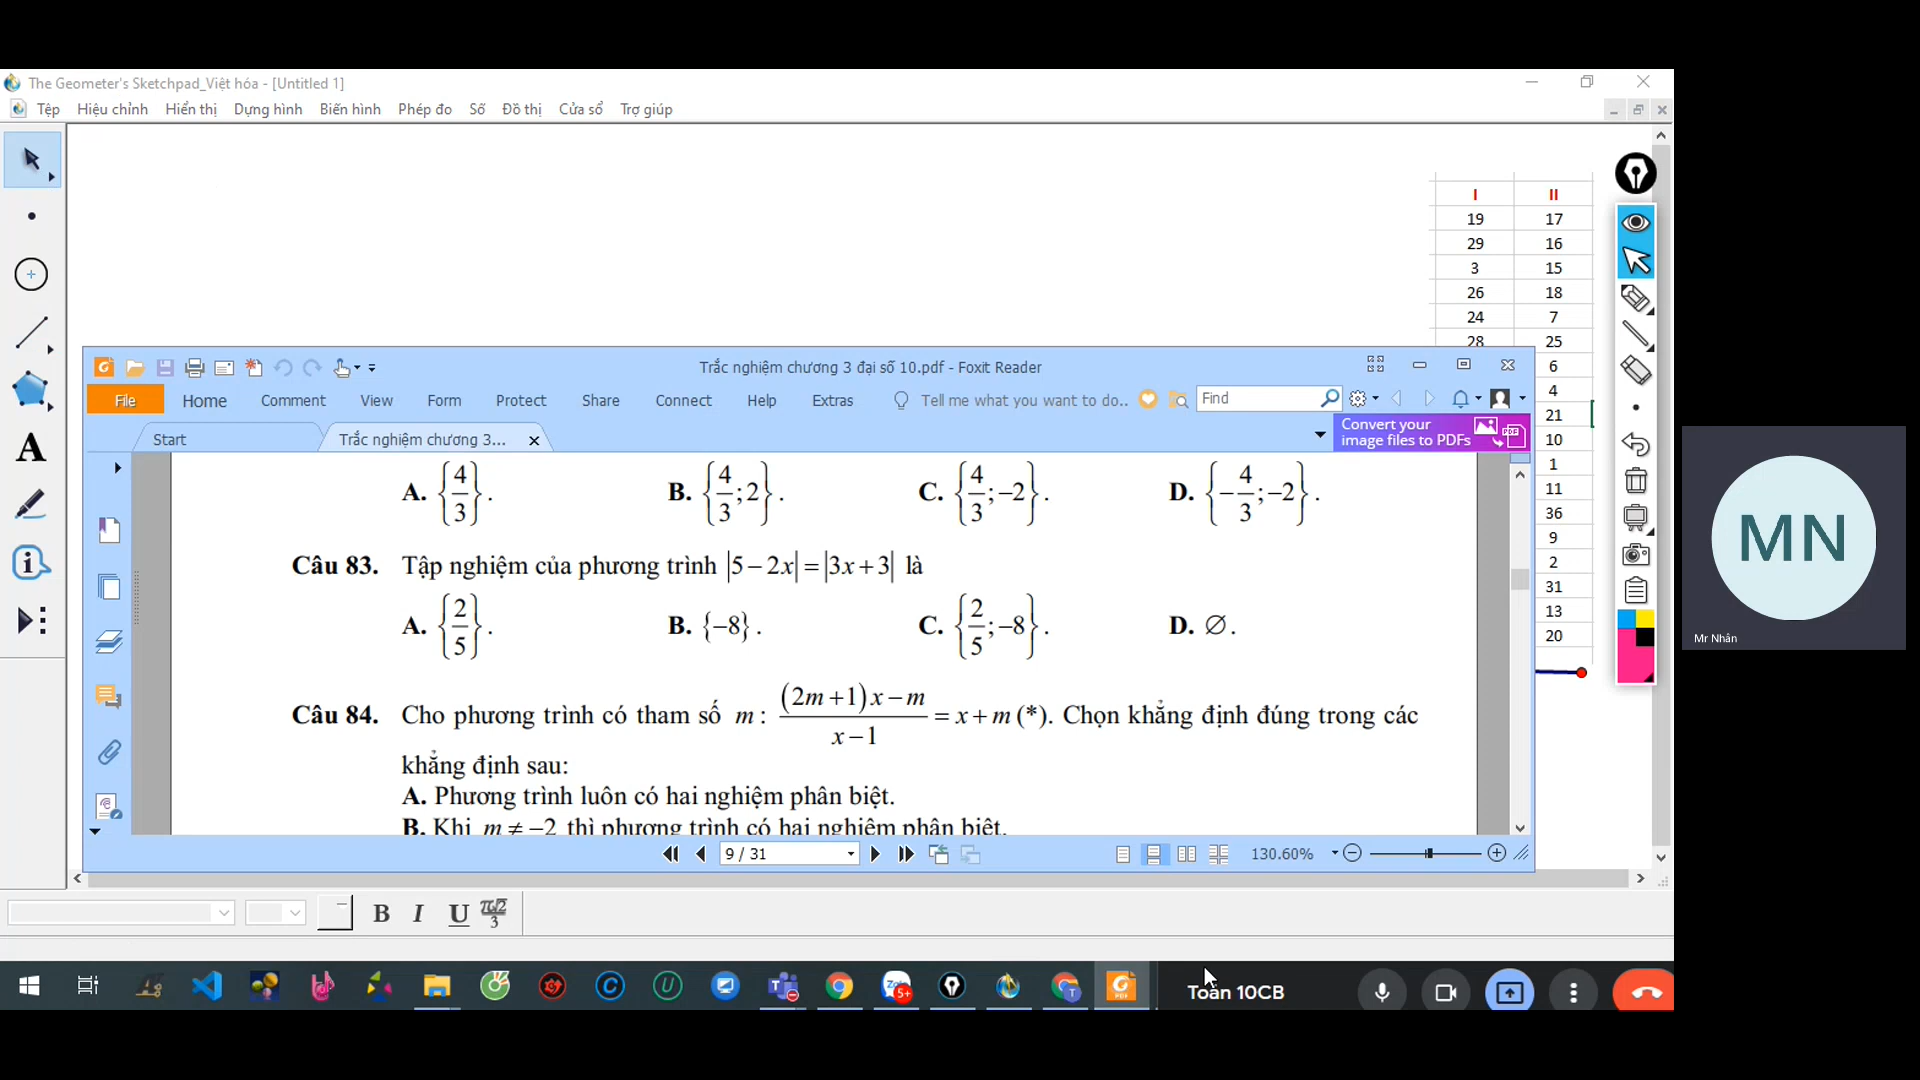 The Geometer's Sketchpad_Việt hóa - [Untitled 1]
Tệp Hiệu chỉnh Hiển thị Dựng hình Biến hình Phép đo Số Đồ thị Cửa sổ Trợ giúp
I II
19 17
29 16
3 15
26 18
24 7
28 25
6
4
21
10
1
11
36
9
2
31
13
20
Trắc nghiệm chương 3 đại số 10.pdf - Foxit Reader
File Home Comment View Form Protect Share Connect Help Extras Tell me what you want to do.. Find
Start Trắc nghiệm chương 3... Convert your
image files to PDFs
A. {4/3}. B. {4/3;2}. C. {4/3;−2}. D. {−4/3;−2}.
Câu 83. Tập nghiệm của phương trình |5−2x|=|3x+3| là
A. {2/5}. B. {−8}. C. {2/5;−8}. D. ∅.
Câu 84. Cho phương trình có tham số m: ((2m+1)x−m)/(x−1) = x+m (*). Chọn khẳng định đúng trong các
khẳng định sau:
A. Phương trình luôn có hai nghiệm phân biệt.
B. Khi m ≠ −2 thì phương trình có hai nghiệm phân biệt.
9 / 31 130.60%
B I U
MN
Mr Nhân
Toán 10CB